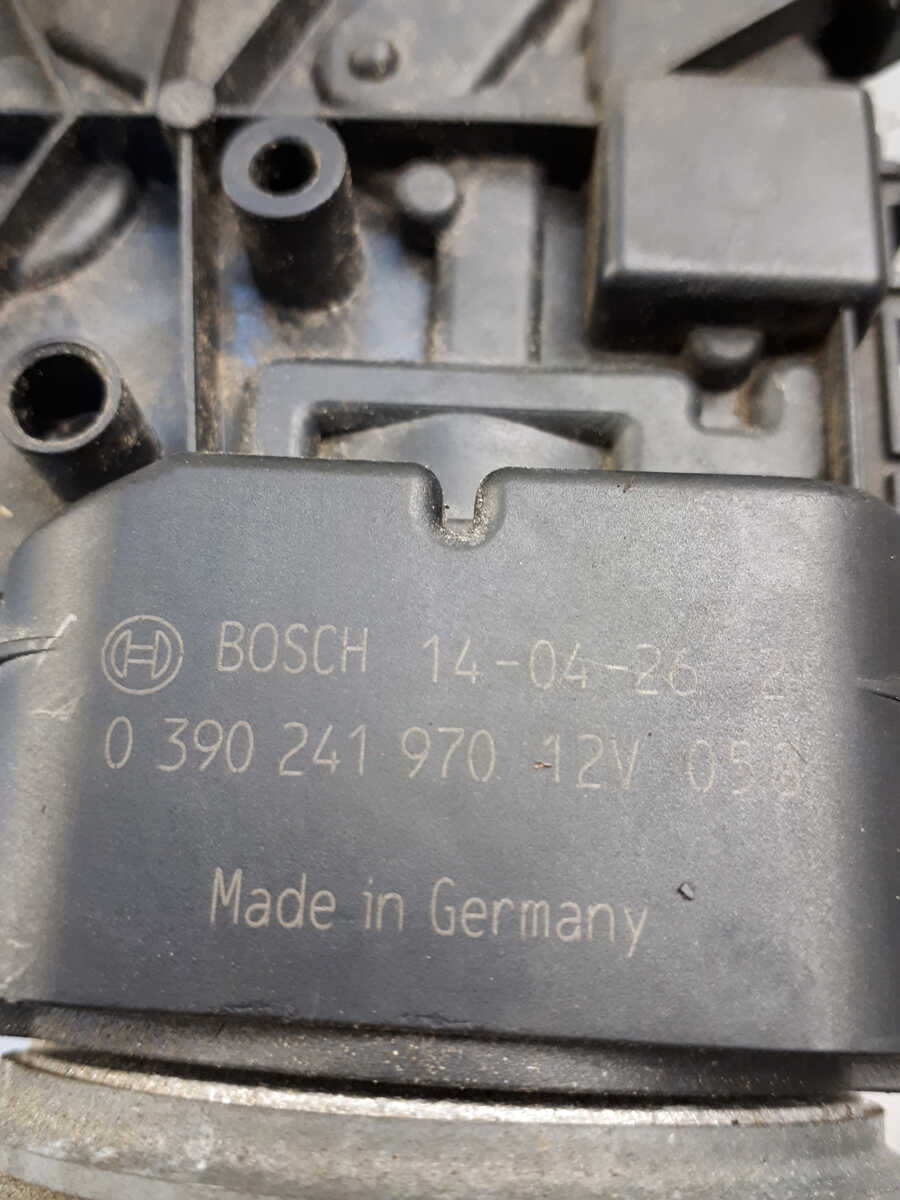 BOSCH 14-04-26
0 390 241 970 12V
Made in Germany